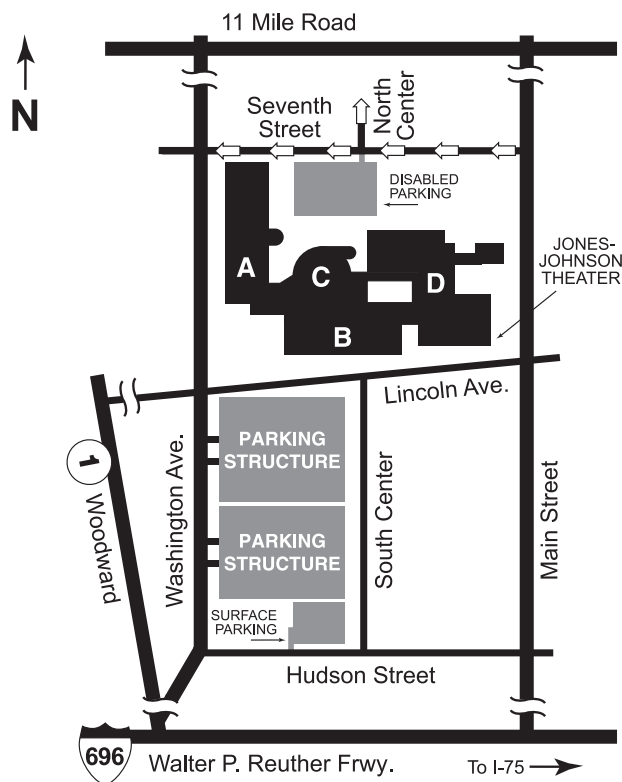 11 Mile Road
N
Seventh
Street
North
Center
DISABLED
PARKING
JONES-
JOHNSON
THEATER
A
C
D
B
Lincoln Ave.
PARKING
STRUCTURE
1
Woodward
Washington Ave.
South Center
Main Street
PARKING
STRUCTURE
SURFACE
PARKING
Hudson Street
696
Walter P. Reuther Frwy.
To I-75